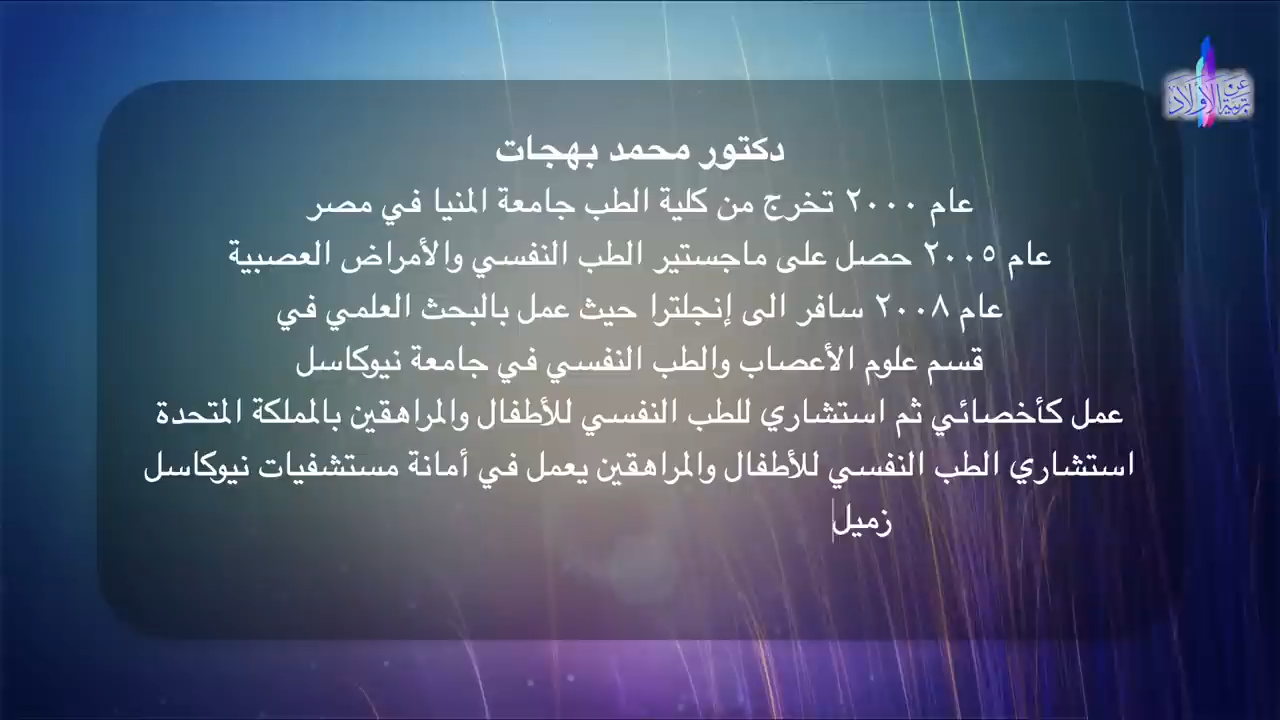 عن
تربية الأولاد
دكتور محمد بهجات
عام ٢٠٠٠ تخرج من كلية الطب جامعة المنيا في مصر
عام ٢٠٠٥ حصل على ماجستير الطب النفسي والأمراض العصبية
عام ٢٠٠٨ سافر الى إنجلترا حيث عمل بالبحث العلمي في
قسم علوم الأعصاب والطب النفسي في جامعة نيوكاسل
عمل كأخصائي ثم استشاري للطب النفسي للأطفال والمراهقين بالمملكة المتحدة
استشاري الطب النفسي للأطفال والمراهقين يعمل في أمانة مستشفيات نيوكاسل
زميل